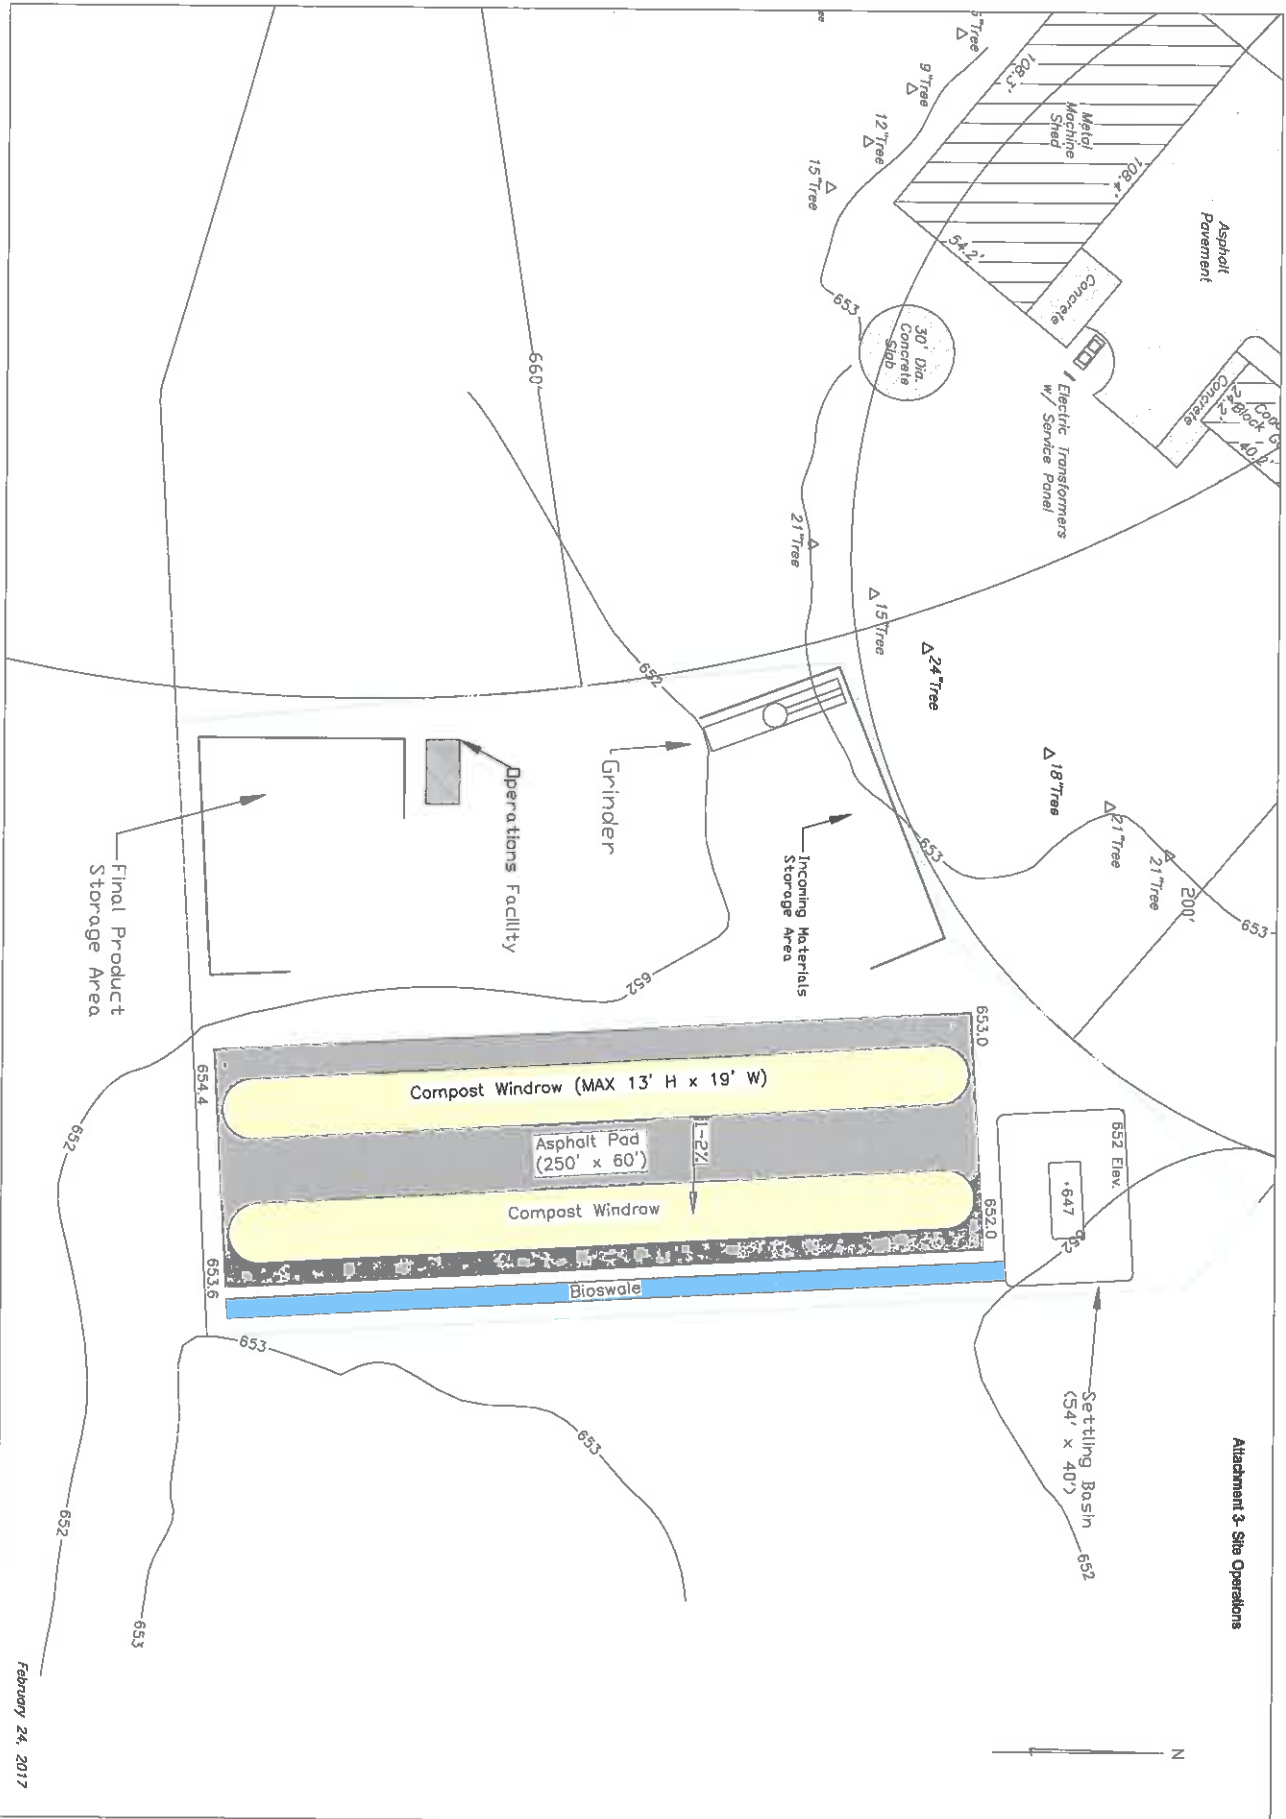 Attachment 3- Site Operations
Asphalt
Pavement
108.3'
Metal
Machine
Shed
108.4'
54.2'
Concrete
Concrete
Block
40.2'
Electric Transformers
w/ Service Panel
30' Dia.
Concrete
Slab
9"Tree
12"Tree
15"Tree
653
21"Tree
15"Tree
24"Tree
18"Tree
21"Tree
21"Tree
200'
653
653
660'
652
Grinder
Incoming Materials
Storage Area
Operations Facility
Final Product
Storage Area
652
653.0
654.4
Compost Windrow (MAX 13' H x 19' W)
Asphalt Pad
(250' x 60')
1-2%
Compost Windrow
652.0
653.6
Bioswale
652 Elev.
647
652
Settling Basin
(54' x 40')
652
652
652
653
653
653
N
February 24, 2017